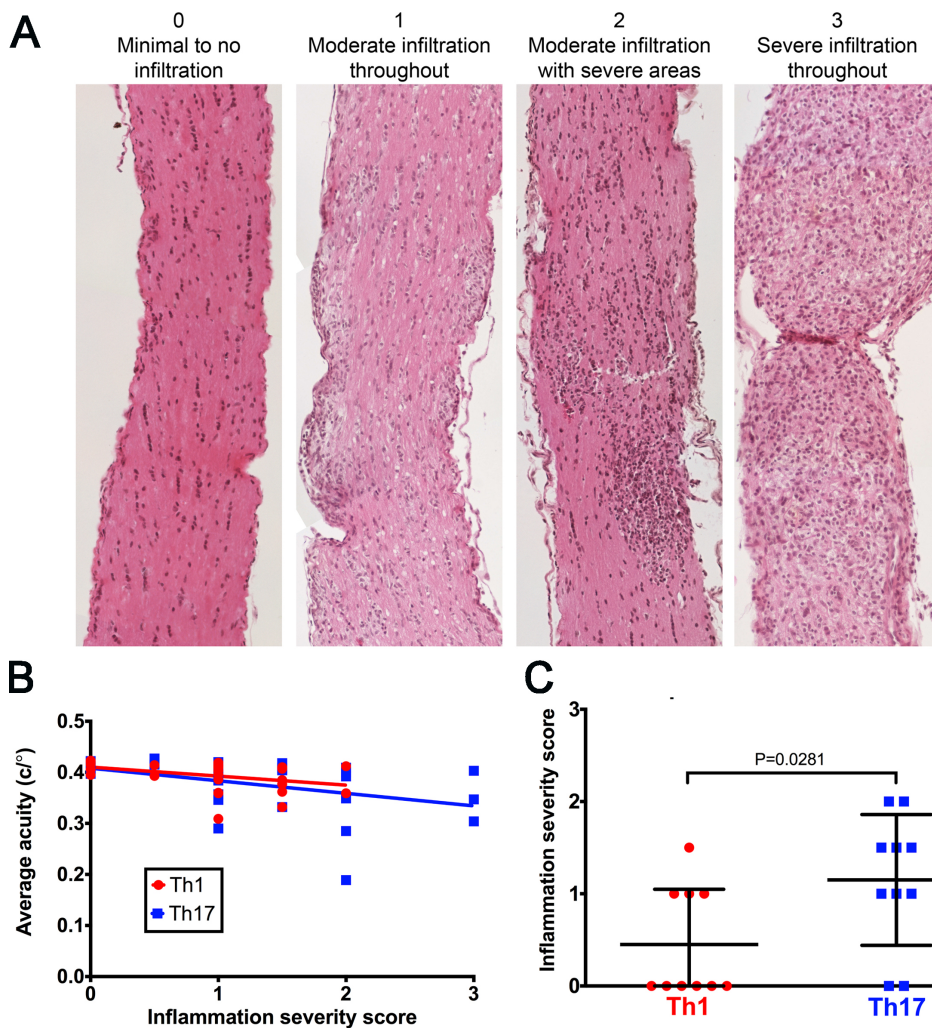 A
0
Minimal to no
infiltration
1
Moderate infiltration
throughout
2
Moderate infiltration
with severe areas
3
Severe infiltration
throughout
B
Average acuity (c/°)
0.5
0.4
0.3
0.2
0.1
0.0
Th1
Th17
0
1
2
3
Inflammation severity score
C
Inflammation severity score
3
2
1
0
P=0.0281
Th1
Th17